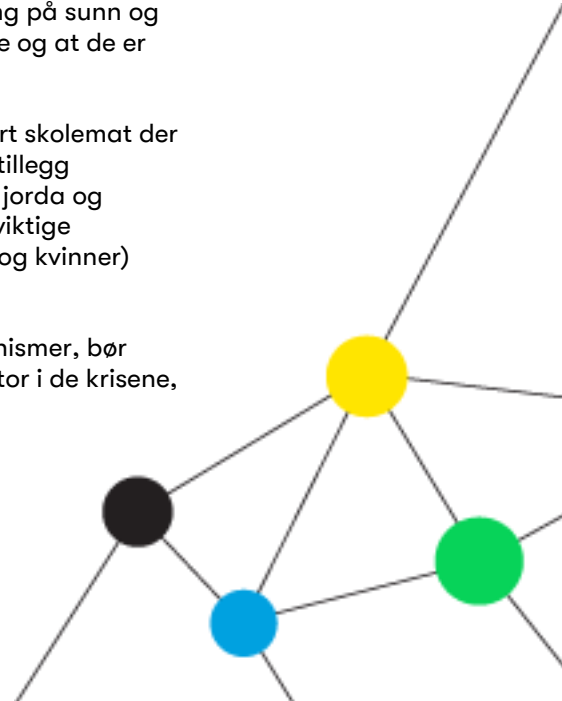 ng på sunn og
e og at de er
rt skolemat der
tillegg
jorda og
viktige
og kvinner)
nismer, bør
tor i de krisene,